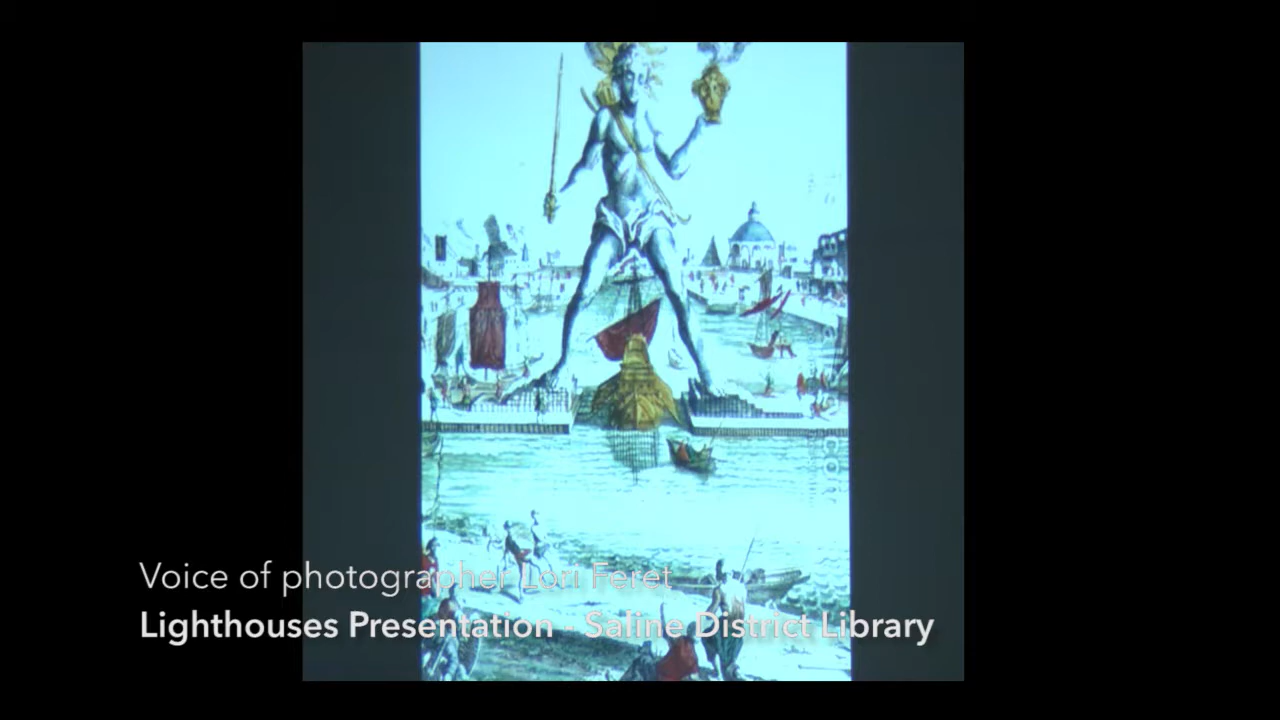 Voice of photographer Lori Feret
Lighthouses Presentation - Saline District Library